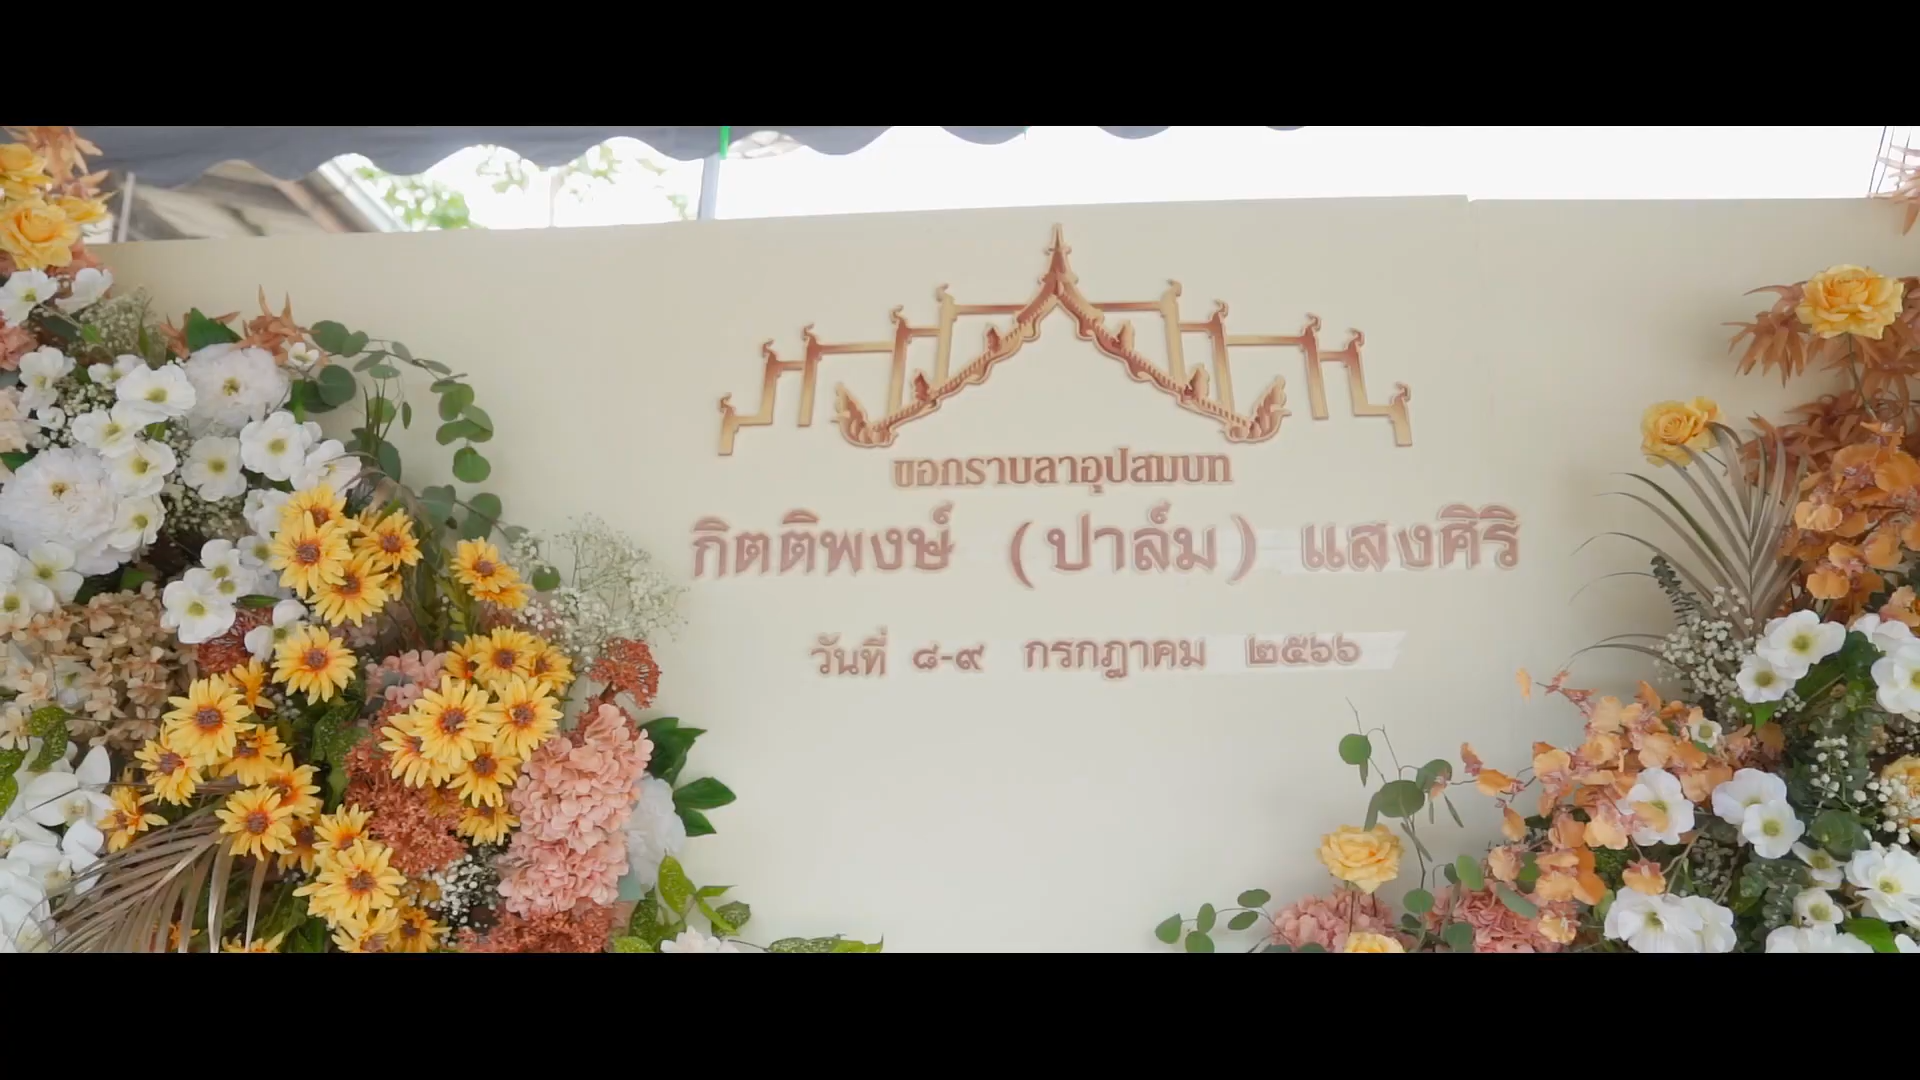 ขอกราบลาอุปสมบท
กิตติพงษ์ (ปาล์ม) แสงศิริ
วันที่ ๘-๙ กรกฎาคม ๒๕๖๖